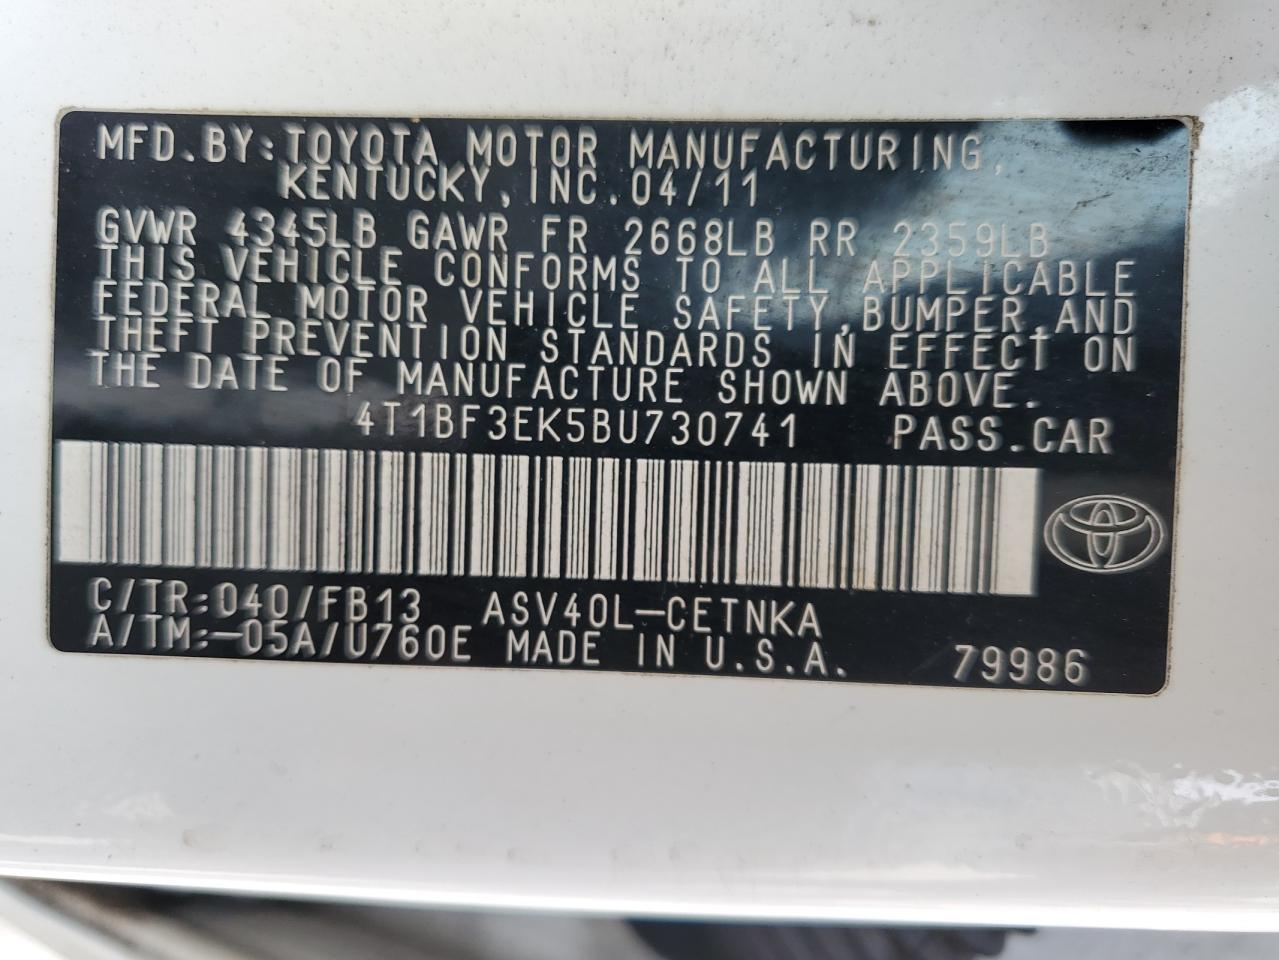 MFD.BY:TOYOTA MOTOR MANUFACTURING,
KENTUCKY,INC.04/11
GVWR 4345LB GAWR FR 2668LB RR 2359LB
THIS VEHICLE CONFORMS TO ALL APPLICABLE
FEDERAL MOTOR VEHICLE SAFETY,BUMPER,AND
THEFT PREVENTION STANDARDS IN EFFECT ON
THE DATE OF MANUFACTURE SHOWN ABOVE.
4T1BF3EK5BU730741 PASS.CAR
C/TR:040/FB13 ASV40L-CETNKA
A/TM:-05A/U760E MADE IN U.S.A. 79986